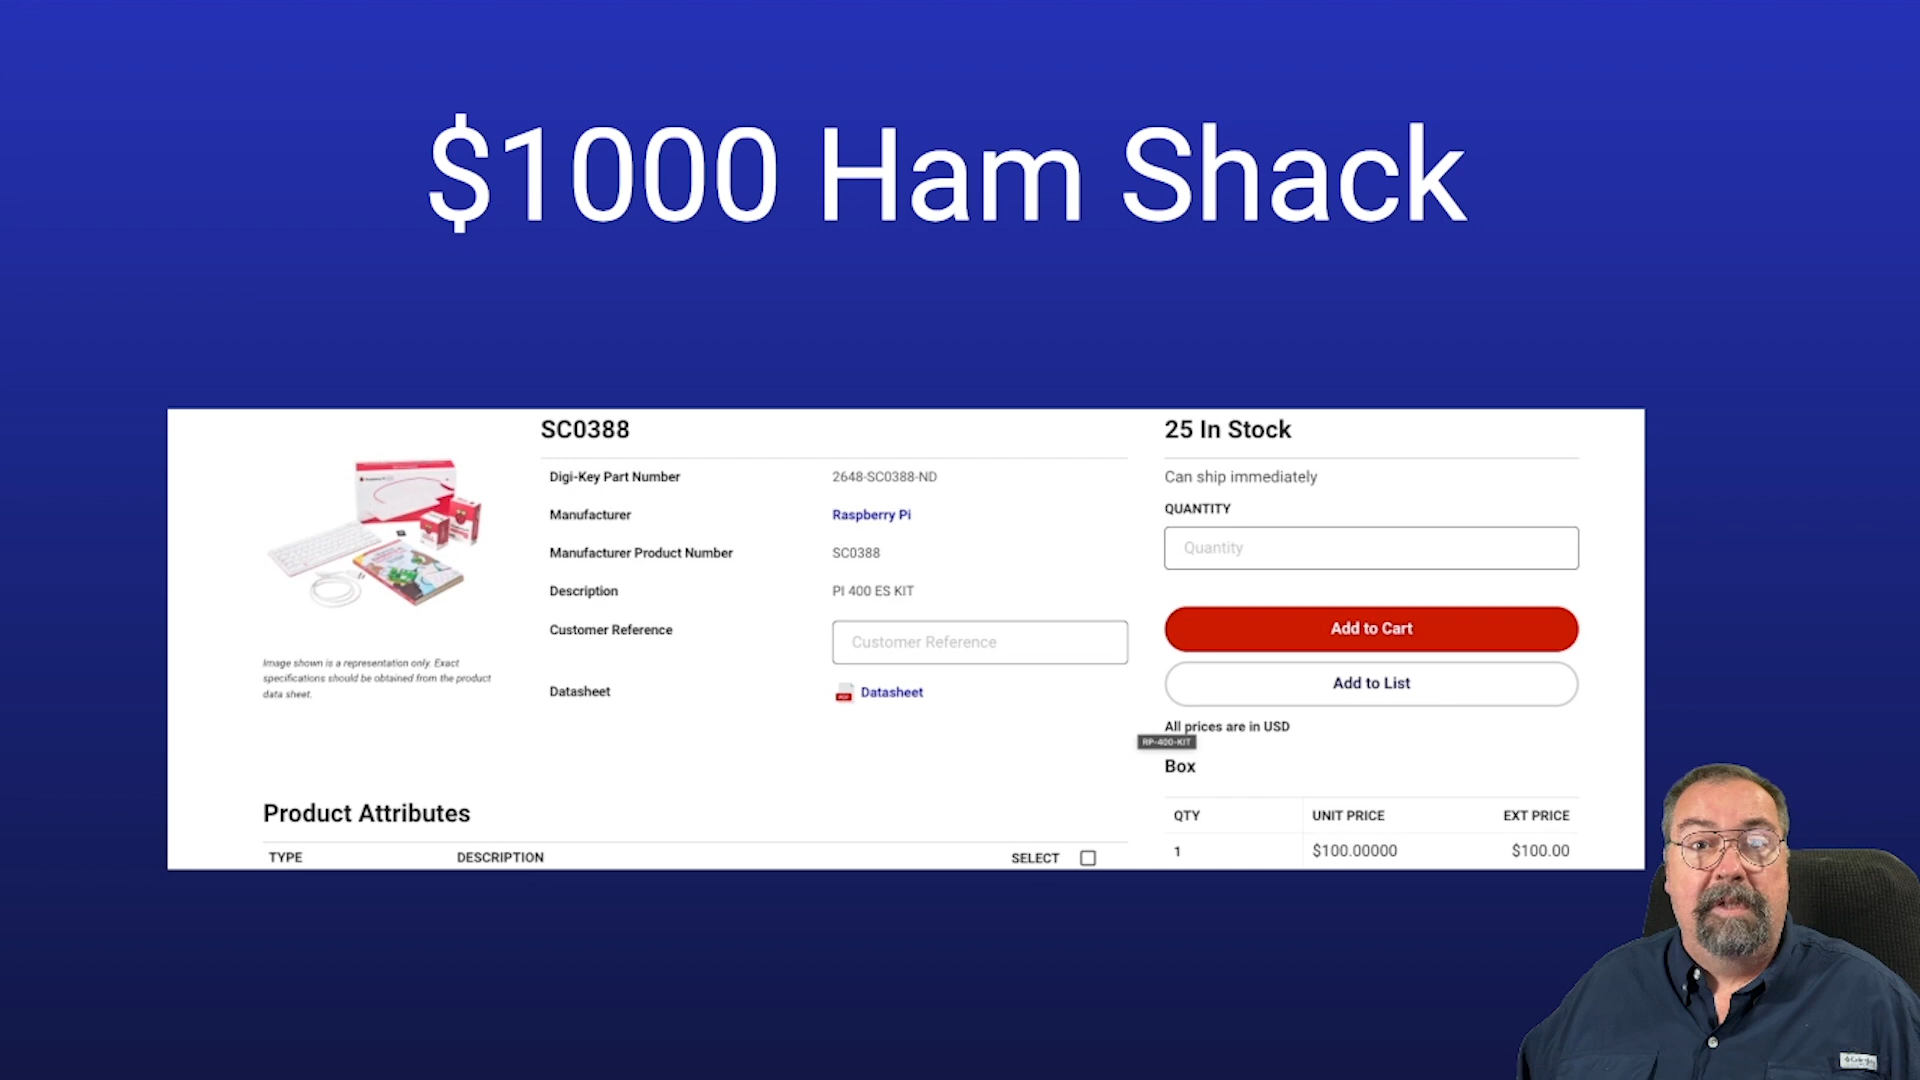 $1000 Ham Shack
SC0388
Digi-Key Part Number 2648-SC0388-ND
Manufacturer Raspberry Pi
Manufacturer Product Number SC0388
Description PI 400 ES KIT
Customer Reference Customer Reference
Datasheet Datasheet
Image shown is a representation only. Exact
specifications should be obtained from the product
data sheet.
25 In Stock
Can ship immediately
QUANTITY
Quantity
Add to Cart
Add to List
All prices are in USD
RP-400-KIT
Box
QTY UNIT PRICE EXT PRICE
1 $100.00000 $100.00
Product Attributes
TYPE DESCRIPTION SELECT